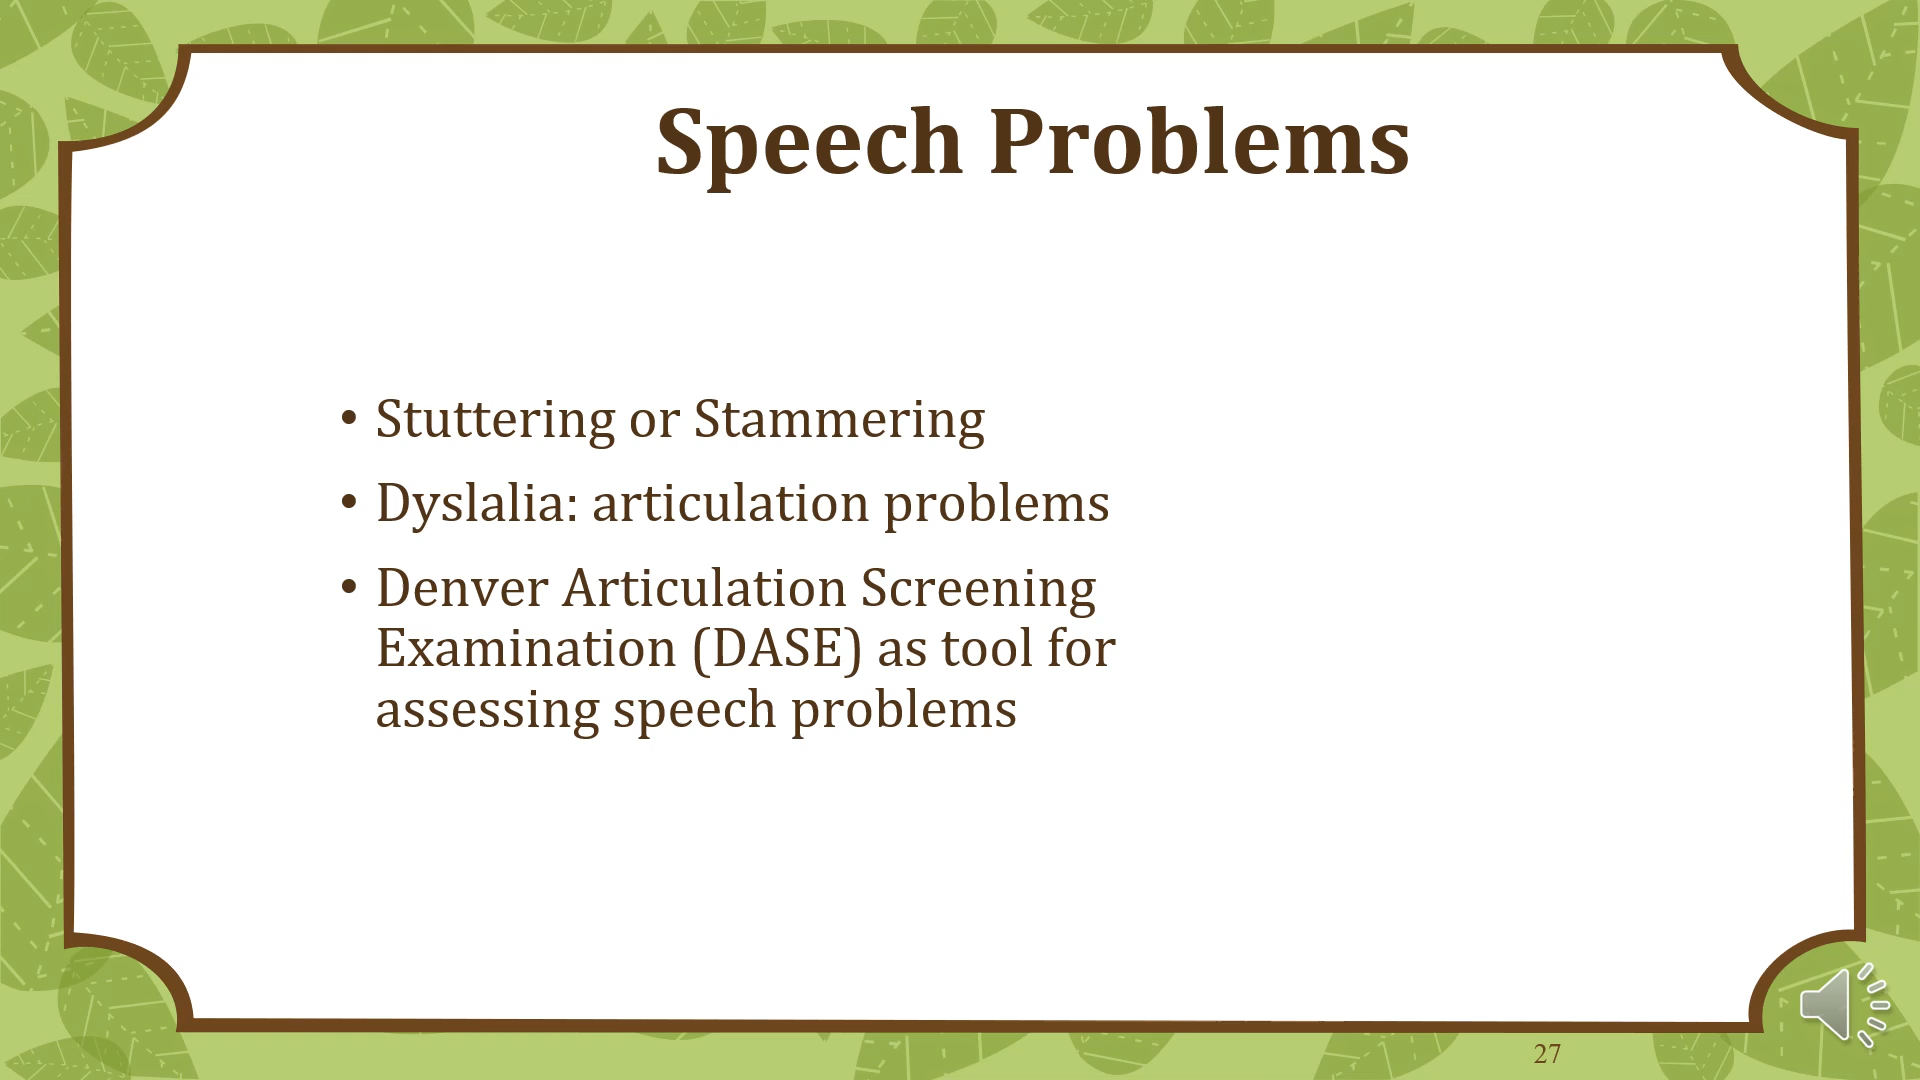 Speech Problems
• Stuttering or Stammering
• Dyslalia: articulation problems
• Denver Articulation Screening
Examination (DASE) as tool for
assessing speech problems
27